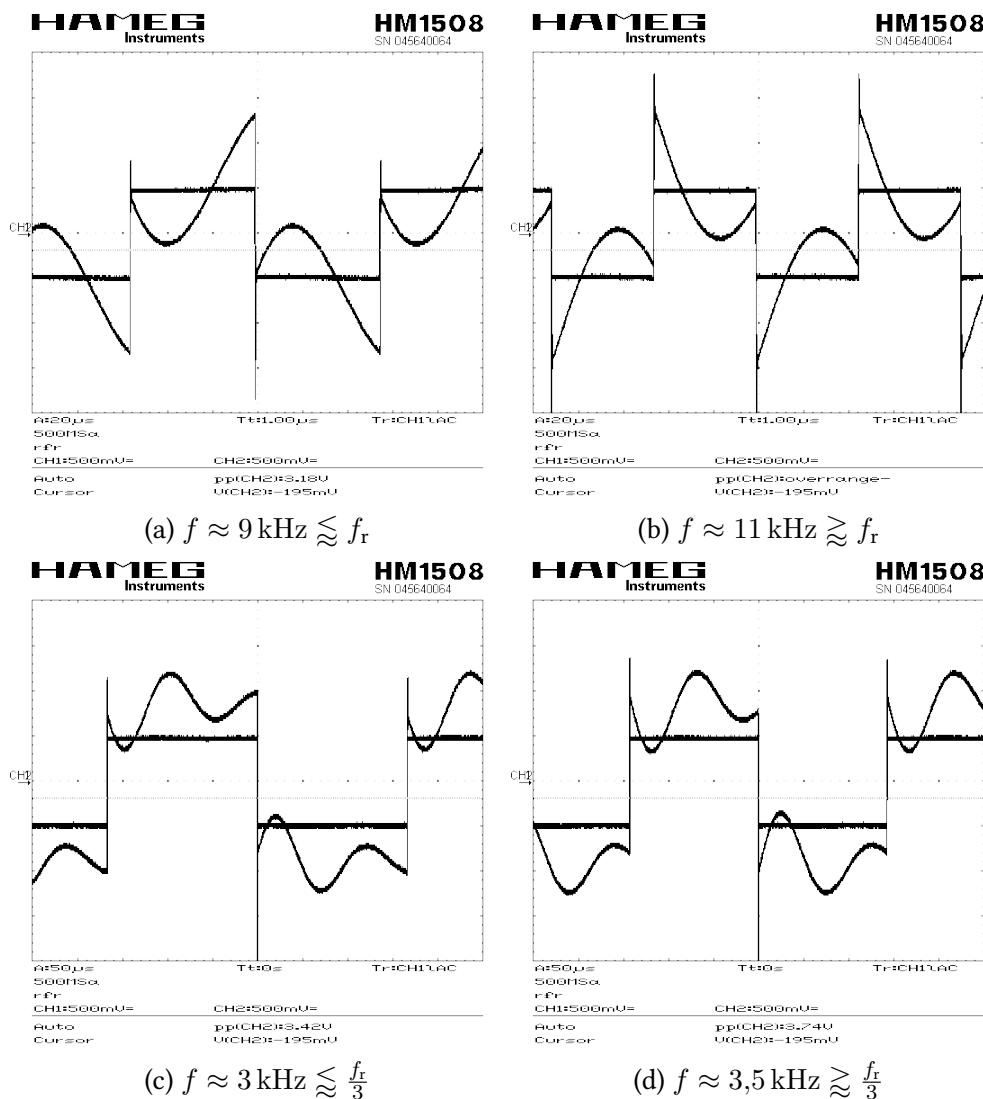 HAMEG
Instruments
HM1508
SN 045640064
CH1
A:20µs
Tt:1.00µs
Tr:CH1~AC
500MSa
rfr
CH1:500mV=
CH2:500mV=
Auto
pp(CH2):3.18V
Cursor
V(CH2):-195mV
(a) f ≈ 9 kHz ⪅ fr
HAMEG
Instruments
HM1508
SN 045640064
CH1
A:20µs
Tt:1.00µs
Tr:CH1~AC
500MSa
rfr
CH1:500mV=
CH2:500mV=
Auto
pp(CH2):overrange-
Cursor
V(CH2):-195mV
(b) f ≈ 11 kHz ⪆ fr
HAMEG
Instruments
HM1508
SN 045640064
CH1
A:50µs
Tt:0s
Tr:CH1~AC
500MSa
rfr
CH1:500mV=
CH2:500mV=
Auto
pp(CH2):3.42V
Cursor
V(CH2):-195mV
(c) f ≈ 3 kHz ⪅ fr/3
HAMEG
Instruments
HM1508
SN 045640064
CH1
A:50µs
Tt:0s
Tr:CH1~AC
500MSa
rfr
CH1:500mV=
CH2:500mV=
Auto
pp(CH2):3.74V
Cursor
V(CH2):-195mV
(d) f ≈ 3,5 kHz ⪆ fr/3